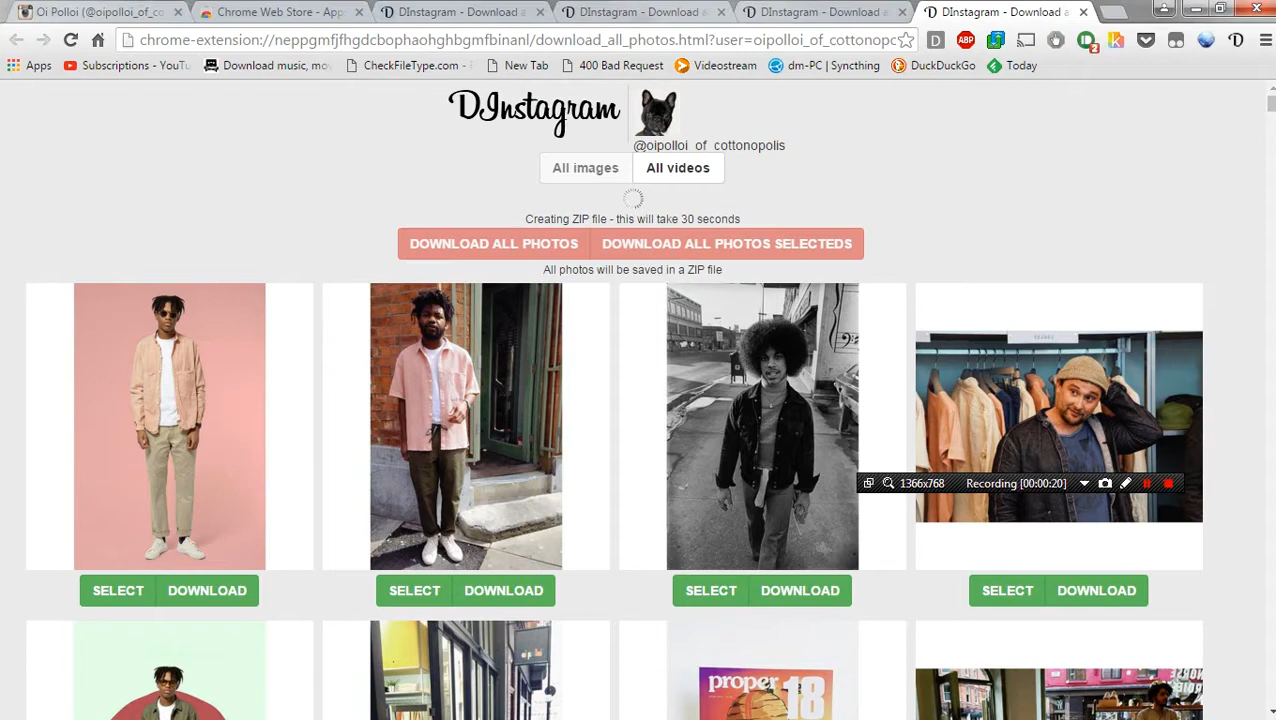 Oi Polloi (@oipolloi_of_co
Chrome Web Store - Apps
DInstagram - Download a
DInstagram - Download a
DInstagram - Download a
DInstagram - Download a
chrome-extension://neppgmfjfhgdcbpphaohghbgmfbinanl/download_all_photos.html?user=oipolloi_of_cottonopo
Apps
Subscriptions - YouTu
Download music, mov
CheckFileType.com - F
New Tab
400 Bad Request
Videostream
dm-PC | Syncthing
DuckDuckGo
Today
DInstagram
@oipolloi_of_cottonopolis
All images
All videos
Creating ZIP file - this will take 30 seconds
DOWNLOAD ALL PHOTOS
DOWNLOAD ALL PHOTOS SELECTEDS
All photos will be saved in a ZIP file
1366x768
Recording [00:00:20]
SELECT
DOWNLOAD
SELECT
DOWNLOAD
SELECT
DOWNLOAD
SELECT
DOWNLOAD
proper
18